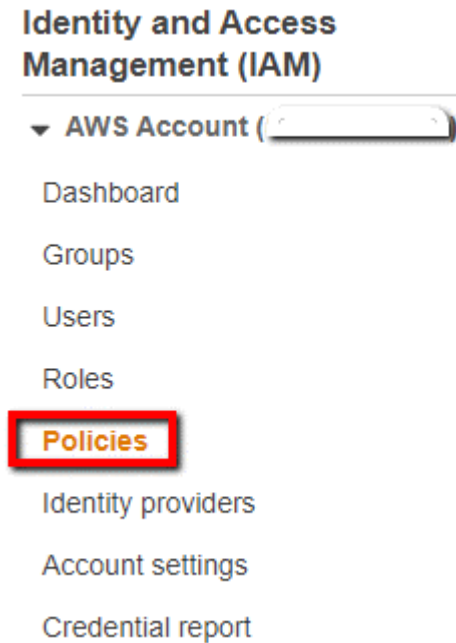 Identity and Access
Management (IAM)
AWS Account ( )
Dashboard
Groups
Users
Roles
Policies
Identity providers
Account settings
Credential report